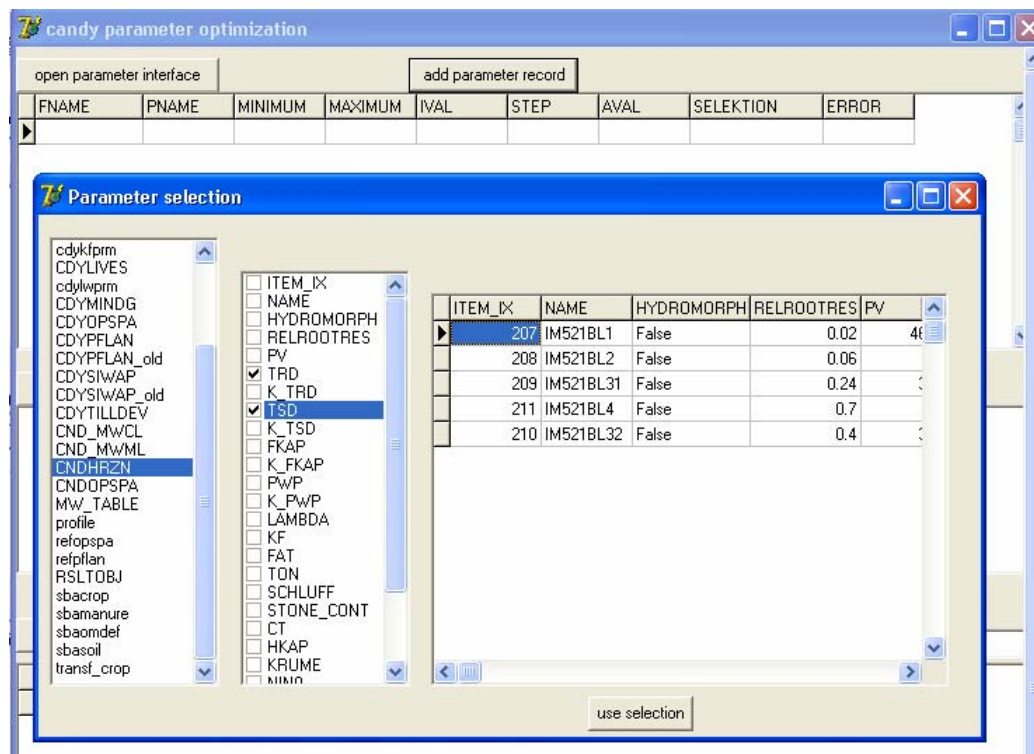 candy parameter optimization
open parameter interface
add parameter record
FNAME PNAME MINIMUM MAXIMUM IVAL STEP AVAL SELEKTION ERROR
Parameter selection
cdykfprm
CDYLIVES
cdylwprm
CDYMINDG
CDYOPSPA
CDYPFLAN
CDYPFLAN_old
CDYSIWAP
CDYSIWAP_old
CDYTILLDEV
CND_MWCL
CND_MWML
CNDHRZN
CNDOPSPA
MW_TABLE
profile
refopspa
refpflan
RSLTOBJ
sbacrop
sbamanure
sbaomdef
sbasoil
transf_crop
ITEM_IX
NAME
HYDROMORPH
RELROOTRES
PV
TRD
K_TRD
TSD
K_TSD
FKAP
K_FKAP
PWP
K_PWP
LAMBDA
KF
FAT
TON
SCHLUFF
STONE_CONT
CT
HKAP
KRUME
ITEM_IX NAME HYDROMORPH RELROOTRES PV
207 IM521BL1 False 0.02
208 IM521BL2 False 0.06
209 IM521BL31 False 0.24
211 IM521BL4 False 0.7
210 IM521BL32 False 0.4
use selection